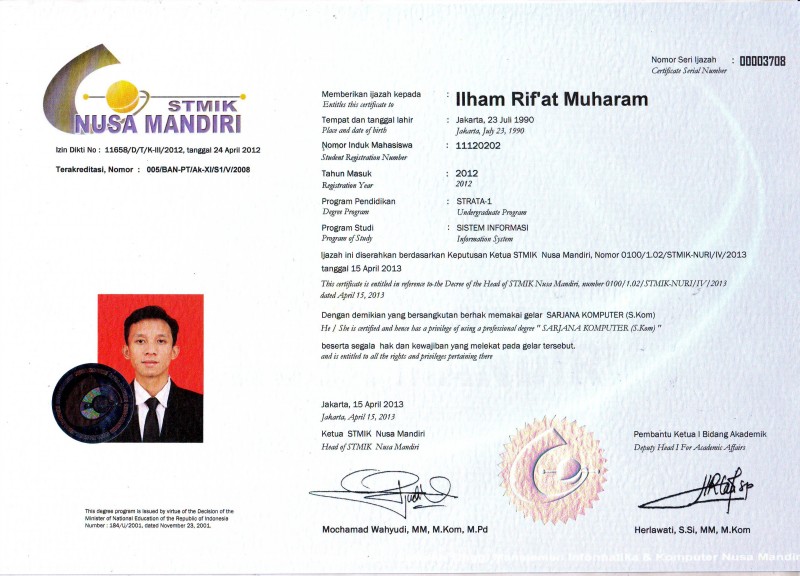 STMIK
NUSA MANDIRI
Izin Dikti No : 11658/D/T/K-III/2012, tanggal 24 April 2012
Terakreditasi, Nomor : 005/BAN-PT/Ak-XI/S1/V/2008
Nomor Seri Ijazah : 00003708
Certificate Serial Number
Memberikan ijazah kepada : Ilham Rif'at Muharam
Entitles this certificate to
Tempat dan tanggal lahir : Jakarta, 23 Juli 1990
Place and date of birth Jakarta, July 23, 1990
Nomor Induk Mahasiswa : 11120202
Student Registration Number
Tahun Masuk : 2012
Registration Year 2012
Program Pendidikan : STRATA-1
Degree Program Undergraduate Program
Program Studi : SISTEM INFORMASI
Program of Study Information System
Ijazah ini diserahkan berdasarkan Keputusan Ketua STMIK Nusa Mandiri, Nomor 0100/1.02/STMIK-NURI/IV/2013
tanggal 15 April 2013
This certificate is entitled in reference to the Decree of the Head of STMIK Nusa Mandiri, number 0100/1.02/STMIK-NURI/IV/2013
dated April 15, 2013
Dengan demikian yang bersangkutan berhak memakai gelar SARJANA KOMPUTER (S.Kom)
He / She is certified and hence has a privilege of using a professional degree " SARJANA KOMPUTER (S.Kom) "
beserta segala hak dan kewajiban yang melekat pada gelar tersebut.
and is entitled to all the rights and privileges pertaining there
Jakarta, 15 April 2013
Jakarta, April 15, 2013
Ketua STMIK Nusa Mandiri
Head of STMIK Nusa Mandiri
Pembantu Ketua I Bidang Akademik
Deputy Head I For Academic Affairs
Mochamad Wahyudi, MM, M.Kom, M.Pd
Herlawati, S.Si, MM, M.Kom
This degree program is issued by virtue of the Decision of the
Minister of National Education of the Republic of Indonesia
Number : 184/U/2001, dated November 23, 2001.
Informatika & Komputer Nusa Mandiri